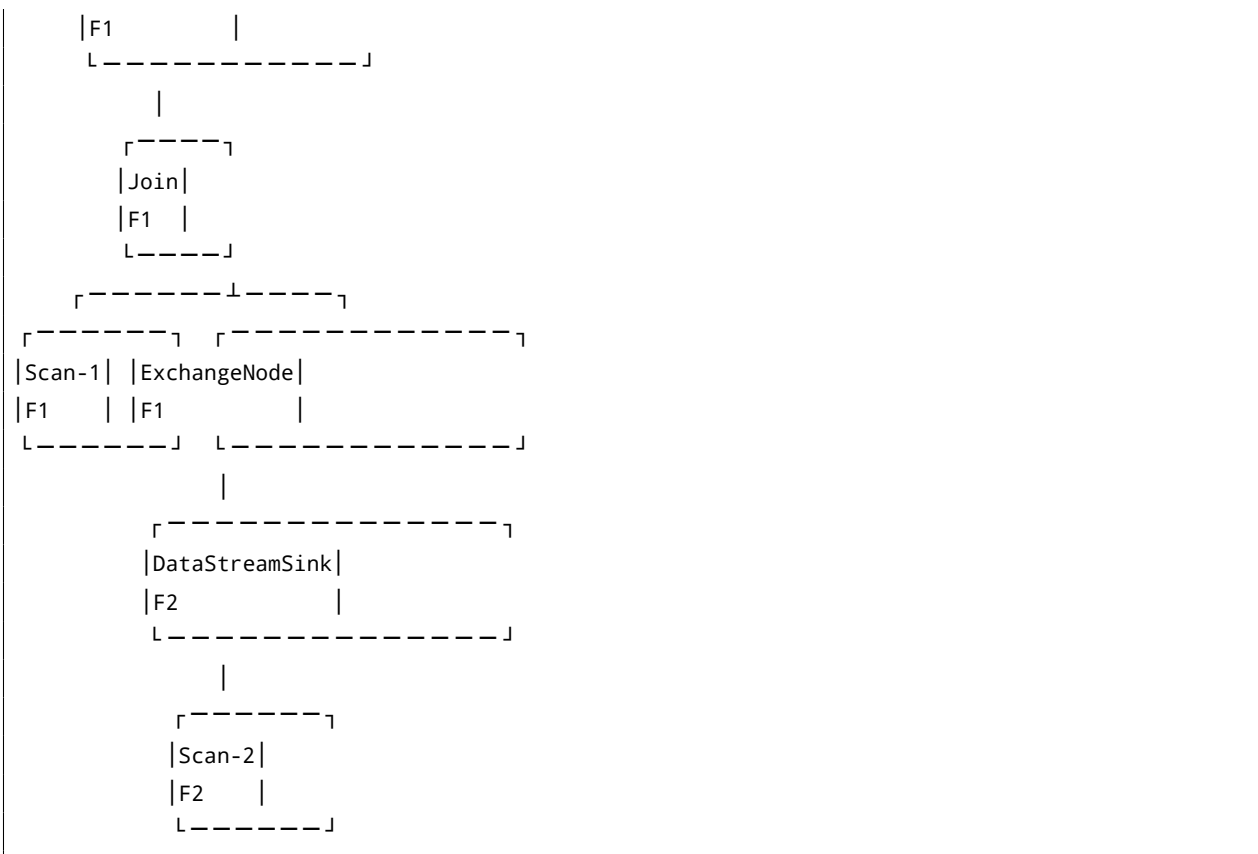 │F1 │
└───────────┘
│
┌────┐
│Join│
│F1 │
└────┘
┌──────┴────┐
┌──────┐ ┌────────────┐
│Scan-1│ │ExchangeNode│
│F1 │ │F1 │
└──────┘ └────────────┘
│
┌──────────────┐
│DataStreamSink│
│F2 │
└──────────────┘
│
┌──────┐
│Scan-2│
│F2 │
└──────┘